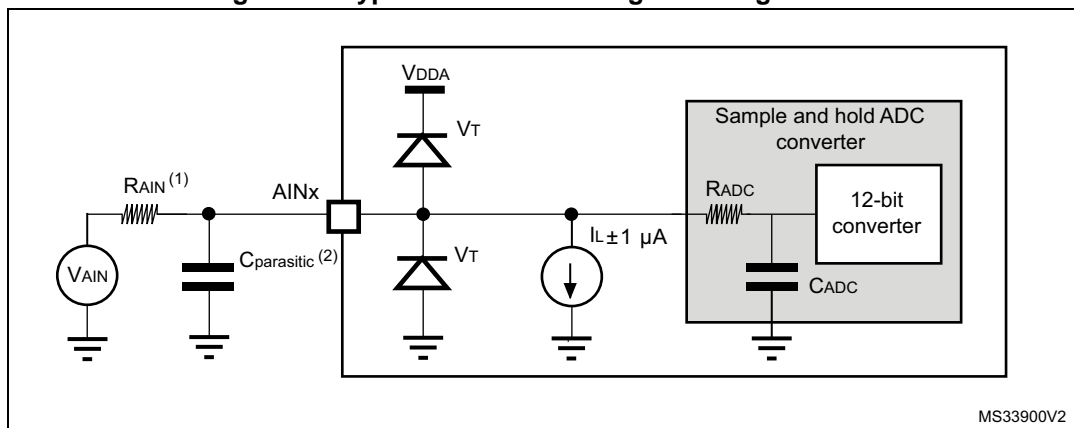 VDDA
Sample and hold ADC
converter
VT
RAIN (1)
AINx
RADC
12-bit
converter
IL±1 µA
VT
Cparasitic (2)
VAIN
CADC
MS33900V2